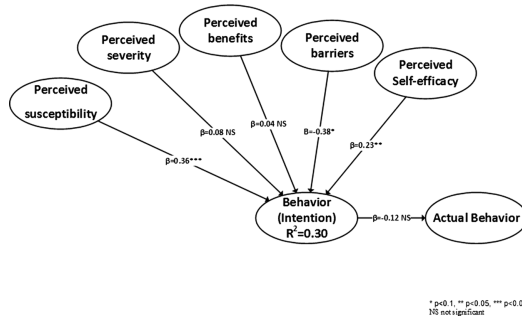 Perceived
benefits
Perceived
severity
Perceived
barriers
Perceived
Self-efficacy
Perceived
susceptibility
β=0.36***
β=0.08 NS
β=0.04 NS
B=-0.38*
β=0.23**
Behavior
(Intention)
R²=0.30
β=-0.12 NS
Actual Behavior
* p<0.1, ** p<0.05, *** p<0.0
NS not significant